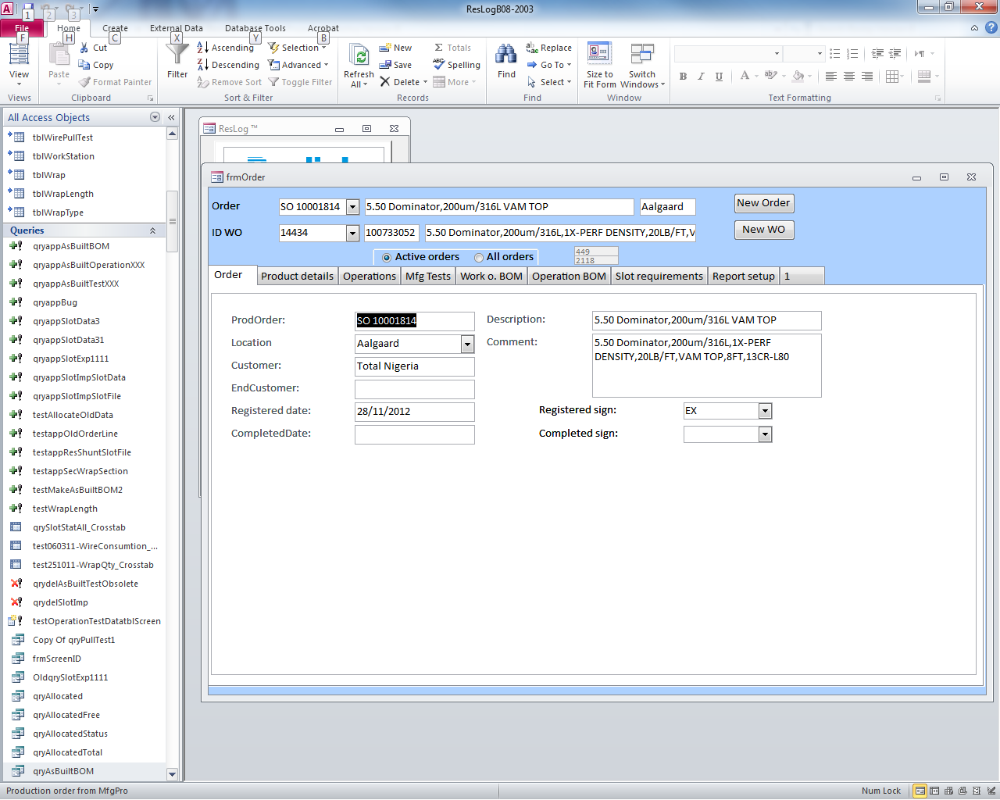 ResLogB08-2003
1 2 3
File Home Create External Data Database Tools Acrobat
F H C X Y B
View
Views
Paste
Cut
Copy
Format Painter
Clipboard
Filter
Ascending
Descending
Remove Sort
Selection
Advanced
Toggle Filter
Sort & Filter
Refresh All
New
Save
Delete
Totals
Spelling
More
Records
Find
Replace
Go To
Select
Find
Size to Fit Form
Switch Windows
Window
B I U A ab
Text Formatting
All Access Objects
tblWirePullTest
tblWorkStation
tblWrap
tblWrapLength
tblWrapType
Queries
qryappAsBuiltBOM
qryappAsBuiltOperationXXX
qryappAsBuiltTestXXX
qryappBug
qryappSlotData3
qryappSlotData31
qryappSlotExp1111
qryappSlotImpSlotData
qryappSlotImpSlotFile
testAllocateOldData
testappOldOrderLine
testappResShuntSlotFile
testappSecWrapSection
testMakeAsBuiltBOM2
testWrapLength
qrySlotStatAll_Crosstab
test060311-WireConsumtion_...
test251011-WrapQty_Crosstab
qrydelAsBuiltTestObsolete
qrydelSlotImp
testOperationTestDatatblScreen
Copy Of qryPullTest1
frmScreenID
OldqrySlotExp1111
qryAllocated
qryAllocatedFree
qryAllocatedStatus
qryAllocatedTotal
qryAsBuiltBOM
ResLog ™
frmOrder
Order SO 10001814 5.50 Dominator,200um/316L VAM TOP Aalgaard New Order
ID WO 14434 100733052 5.50 Dominator,200um/316L,1X-PERF DENSITY,20LB/FT,V New WO
Active orders All orders 449
2118
Order Product details Operations Mfg Tests Work o. BOM Operation BOM Slot requirements Report setup 1
ProdOrder: SO 10001814 Description: 5.50 Dominator,200um/316L VAM TOP
Location Aalgaard Comment: 5.50 Dominator,200um/316L,1X-PERF
DENSITY,20LB/FT,VAM TOP,8FT,13CR-L80
Customer: Total Nigeria
EndCustomer:
Registered date: 28/11/2012 Registered sign: EX
CompletedDate: Completed sign:
Production order from MfgPro Num Lock